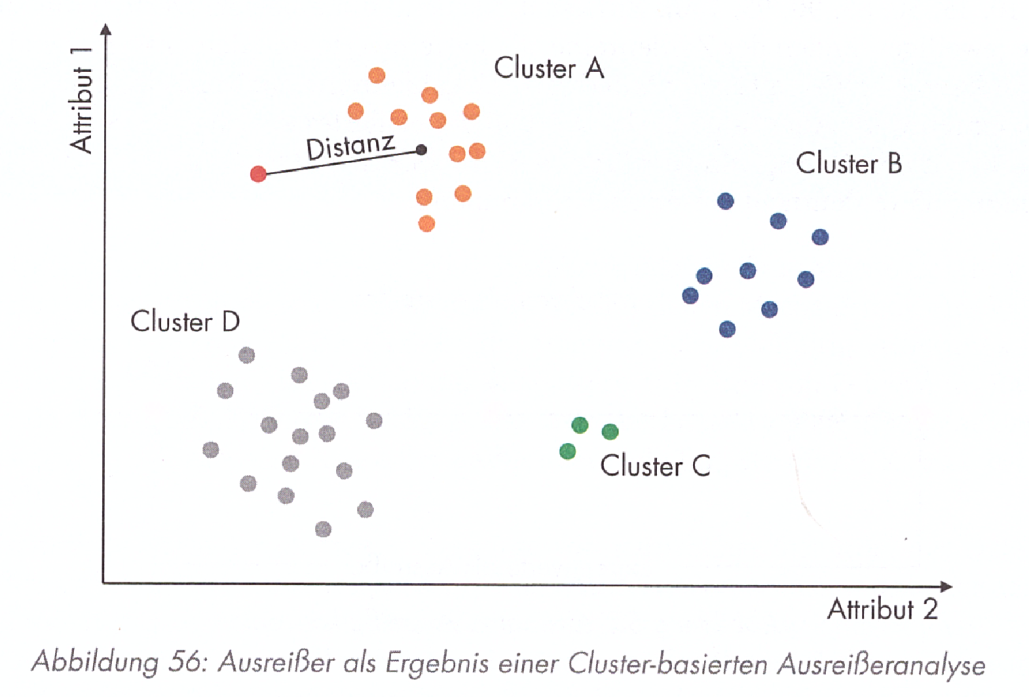 Attribut 1
Cluster A
Distanz
Cluster B
Cluster D
Cluster C
Attribut 2
Abbildung 56: Ausreißer als Ergebnis einer Cluster-basierten Ausreißeranalyse